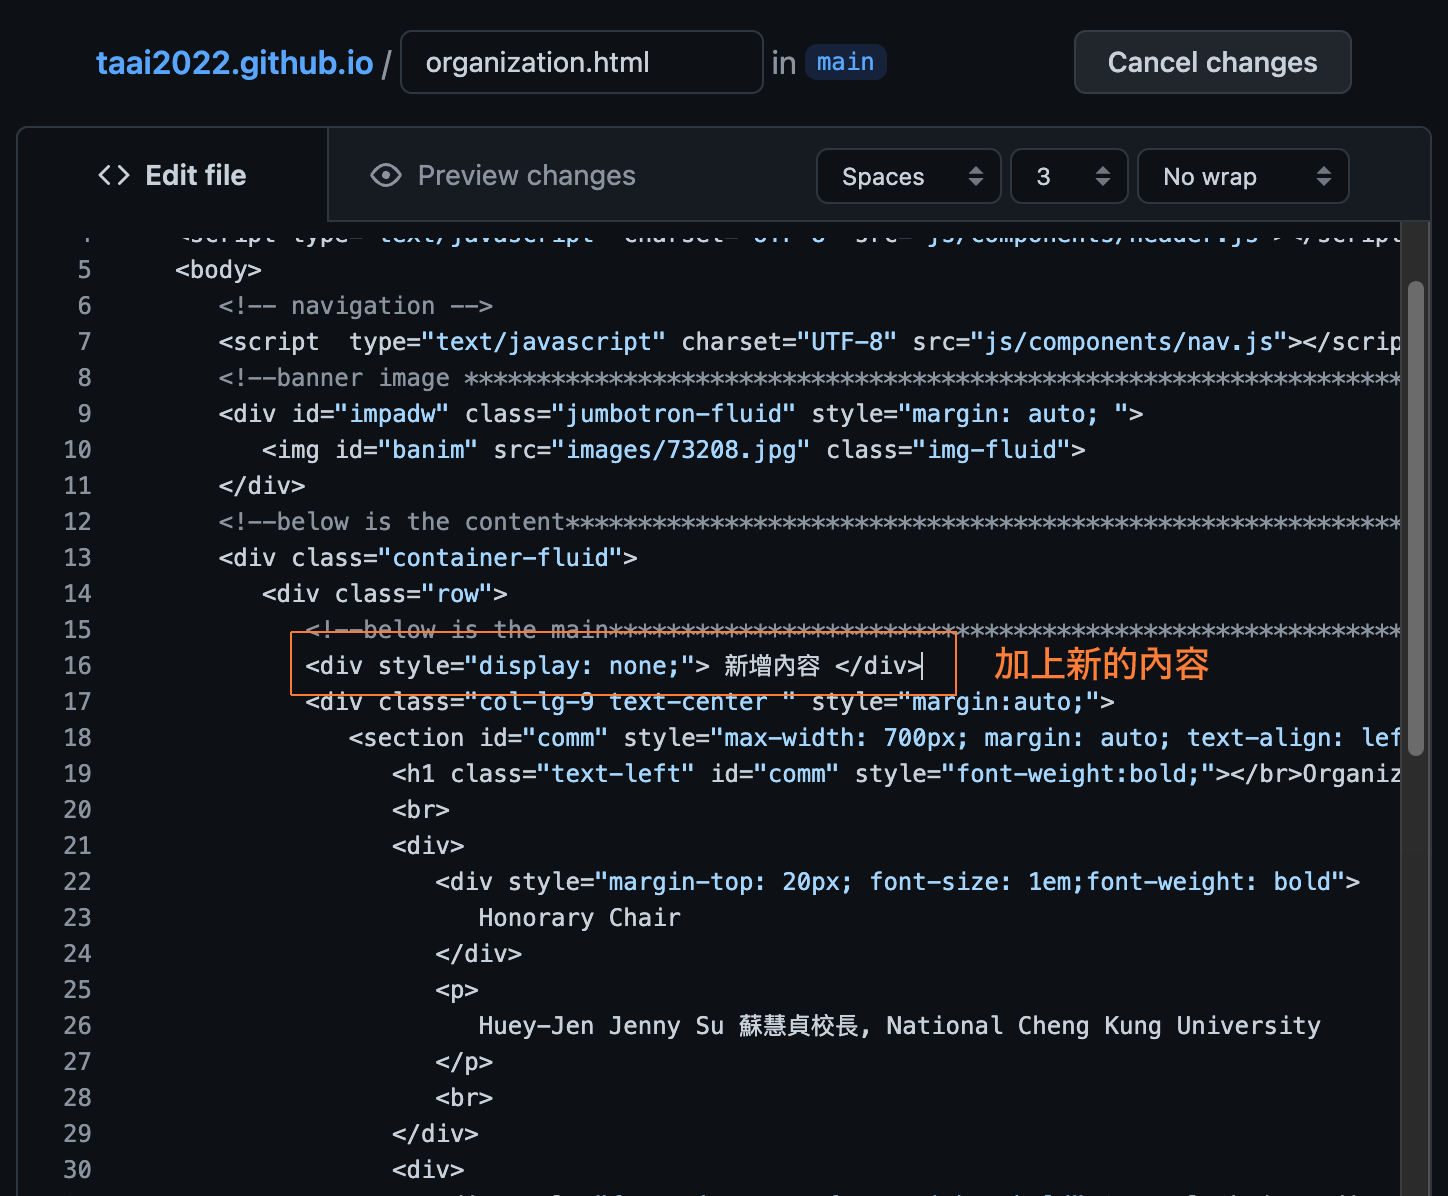 taai2022.github.io / organization.html in main Cancel changes
<> Edit file Preview changes Spaces 3 No wrap
5 <body>
6 <!-- navigation -->
7 <script  type="text/javascript" charset="UTF-8" src="js/components/nav.js"></scrip
8 <!--banner image *****************************************************************
9 <div id="impadw" class="jumbotron-fluid" style="margin: auto; ">
10 <img id="banim" src="images/73208.jpg" class="img-fluid">
11 </div>
12 <!--below is the content**********************************************************
13 <div class="container-fluid">
14 <div class="row">
15 <!--below is the main*******************************************************
16 <div style="display: none;"> 新增內容 </div> 加上新的內容
17 <div class="col-lg-9 text-center " style="margin:auto;">
18 <section id="comm" style="max-width: 700px; margin: auto; text-align: lef
19 <h1 class="text-left" id="comm" style="font-weight:bold;"></br>Organiz
20 <br>
21 <div>
22 <div style="margin-top: 20px; font-size: 1em;font-weight: bold">
23 Honorary Chair
24 </div>
25 <p>
26 Huey-Jen Jenny Su 蘇慧貞校長, National Cheng Kung University
27 </p>
28 <br>
29 </div>
30 <div>